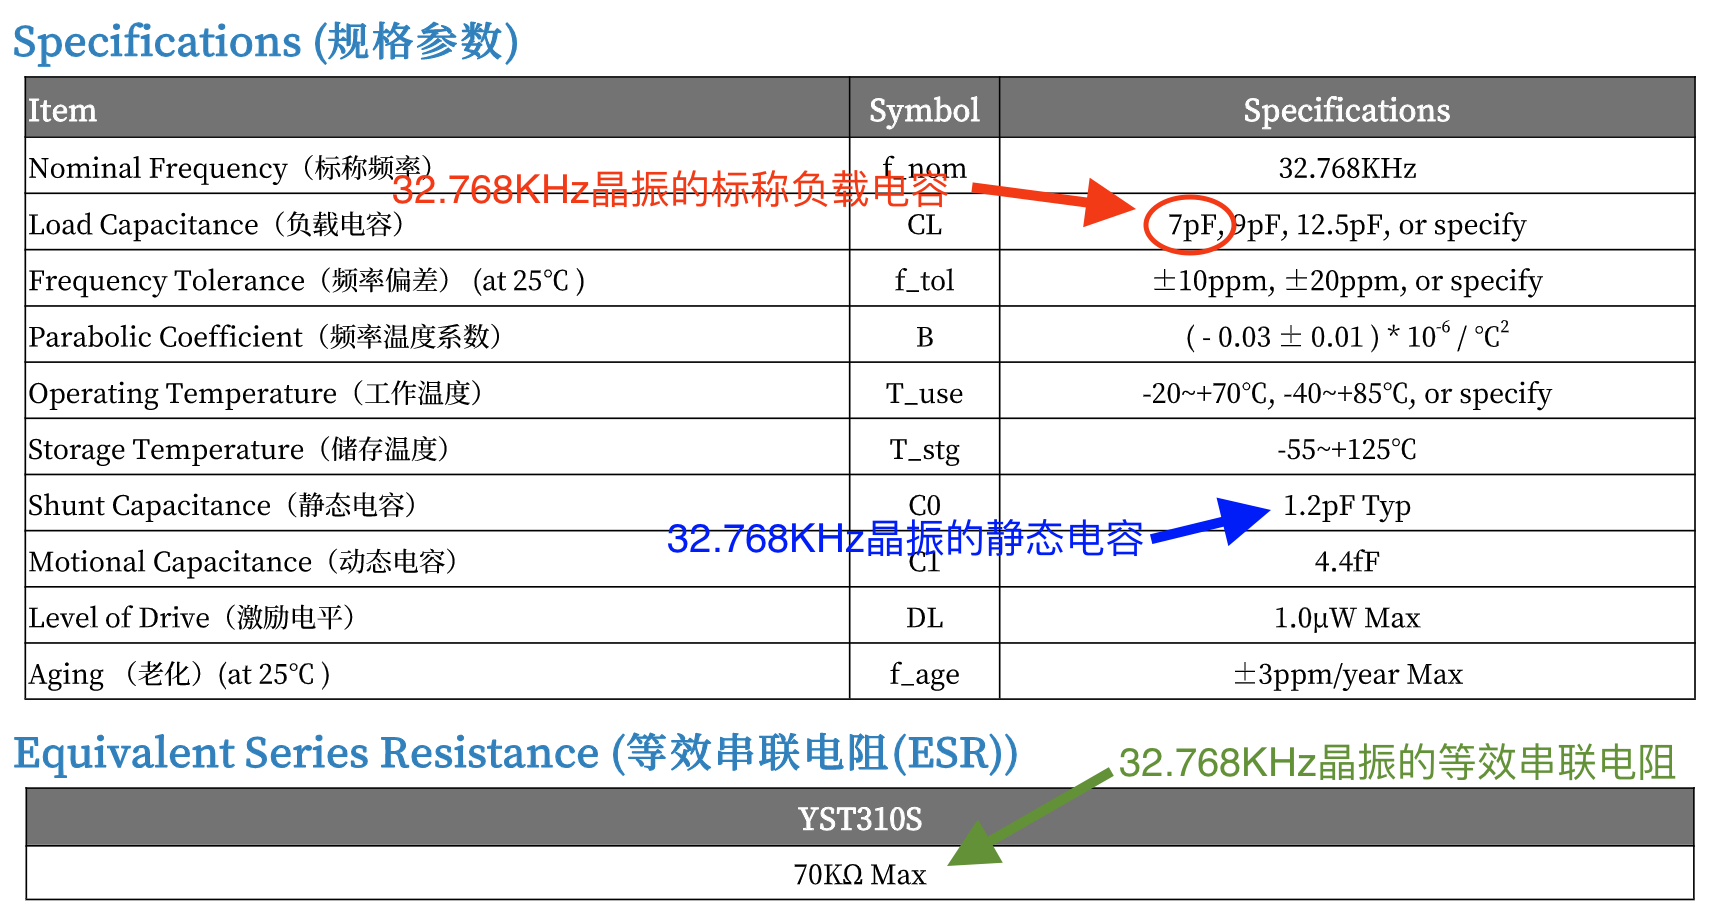 Specifications (规格参数)
Item Symbol Specifications
Nominal Frequency（标称频率） f_nom 32.768KHz
32.768KHz晶振的标称负载电容
Load Capacitance（负载电容） CL 7pF, 9pF, 12.5pF, or specify
Frequency Tolerance（频率偏差） (at 25℃ ) f_tol ±10ppm, ±20ppm, or specify
Parabolic Coefficient（频率温度系数） B ( - 0.03 ± 0.01 ) * 10⁻⁶ / ℃²
Operating Temperature（工作温度） T_use -20~+70℃, -40~+85℃, or specify
Storage Temperature（储存温度） T_stg -55~+125℃
Shunt Capacitance（静态电容） C0 1.2pF Typ
32.768KHz晶振的静态电容
Motional Capacitance（动态电容） C1 4.4fF
Level of Drive（激励电平） DL 1.0µW Max
Aging （老化）(at 25℃ ) f_age ±3ppm/year Max
Equivalent Series Resistance (等效串联电阻(ESR))
32.768KHz晶振的等效串联电阻
YST310S
70KΩ Max